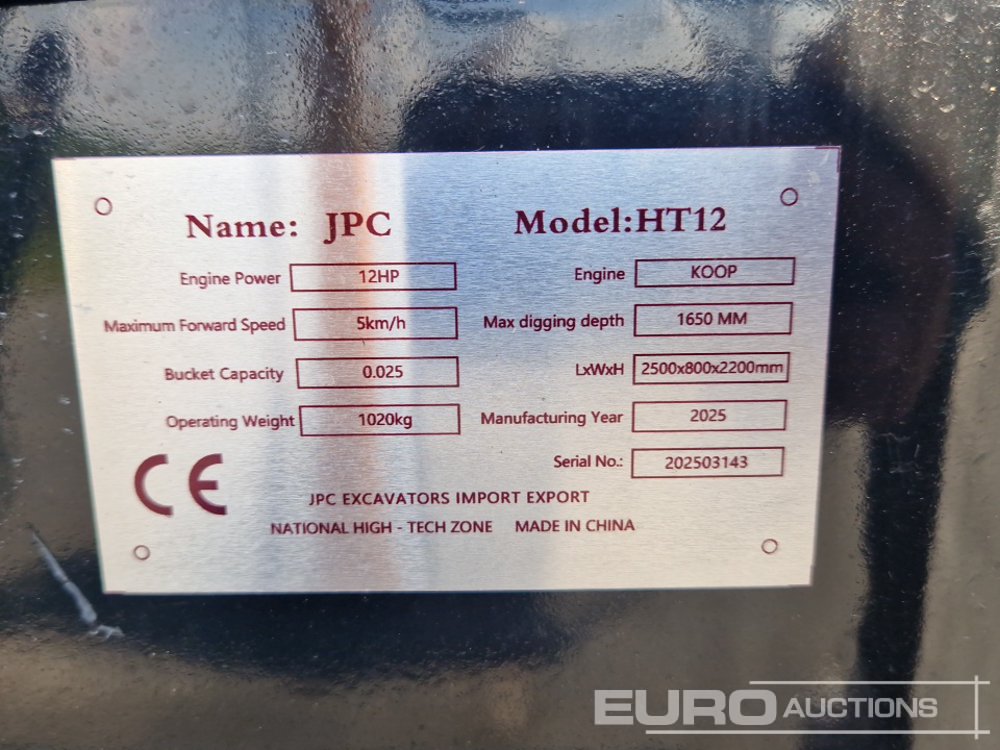 Name: JPC Model:HT12
Engine Power 12HP Engine KOOP
Maximum Forward Speed 5km/h Max digging depth 1650 MM
Bucket Capacity 0.025 LxWxH 2500x800x2200mm
Operating Weight 1020kg Manufacturing Year 2025
Serial No.: 202503143
CE
JPC EXCAVATORS IMPORT EXPORT
NATIONAL HIGH - TECH ZONE MADE IN CHINA
EURO AUCTIONS